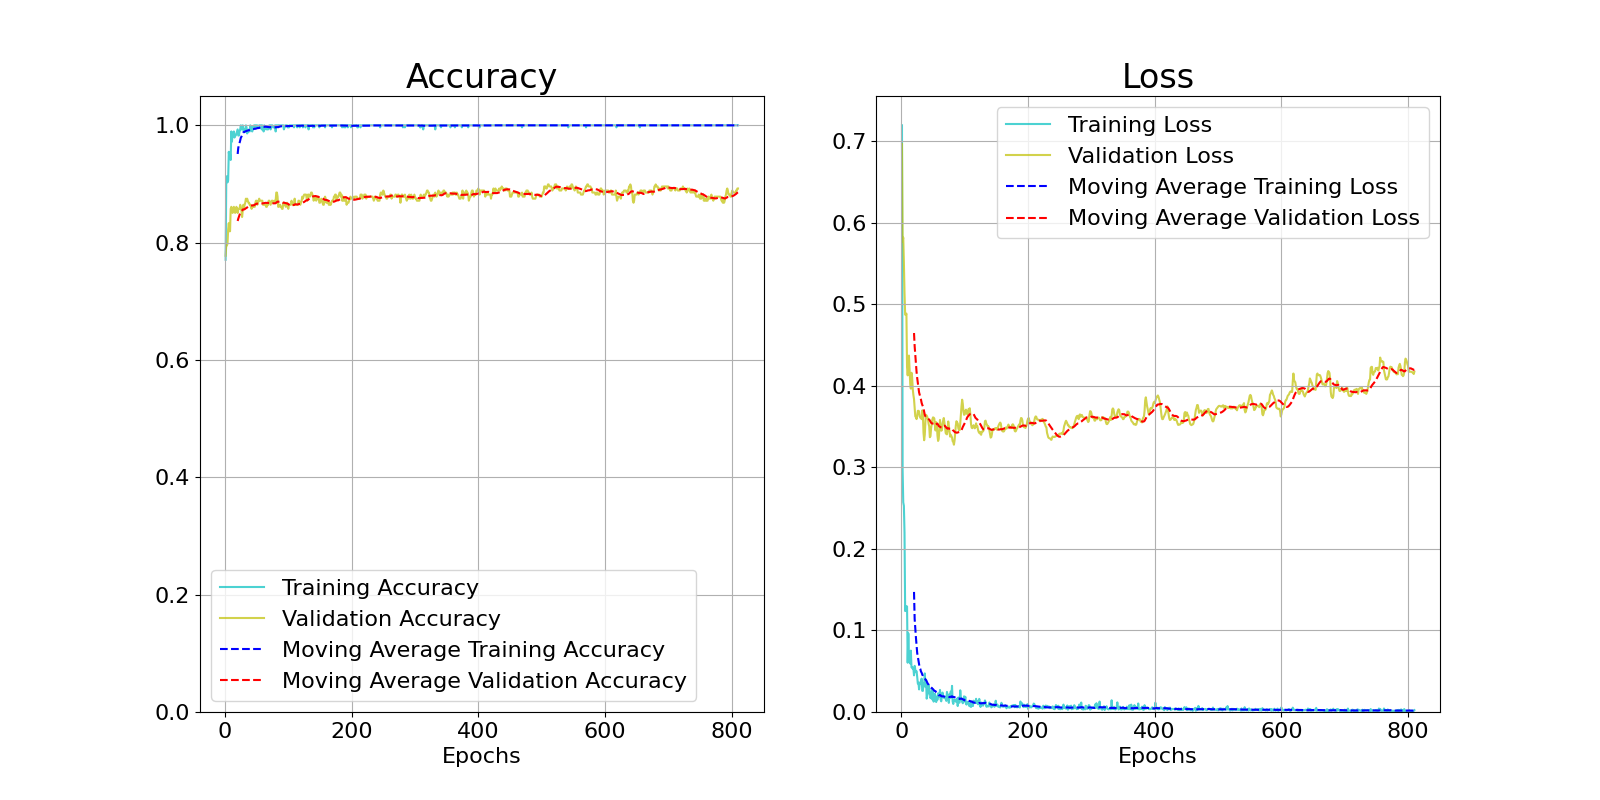 Accuracy
1.0
0.8
0.6
0.4
0.2
0.0
Training Accuracy
Validation Accuracy
Moving Average Training Accuracy
Moving Average Validation Accuracy
0 200 400 600 800
Epochs
Loss
0.7
0.6
0.5
0.4
0.3
0.2
0.1
0.0
Training Loss
Validation Loss
Moving Average Training Loss
Moving Average Validation Loss
0 200 400 600 800
Epochs